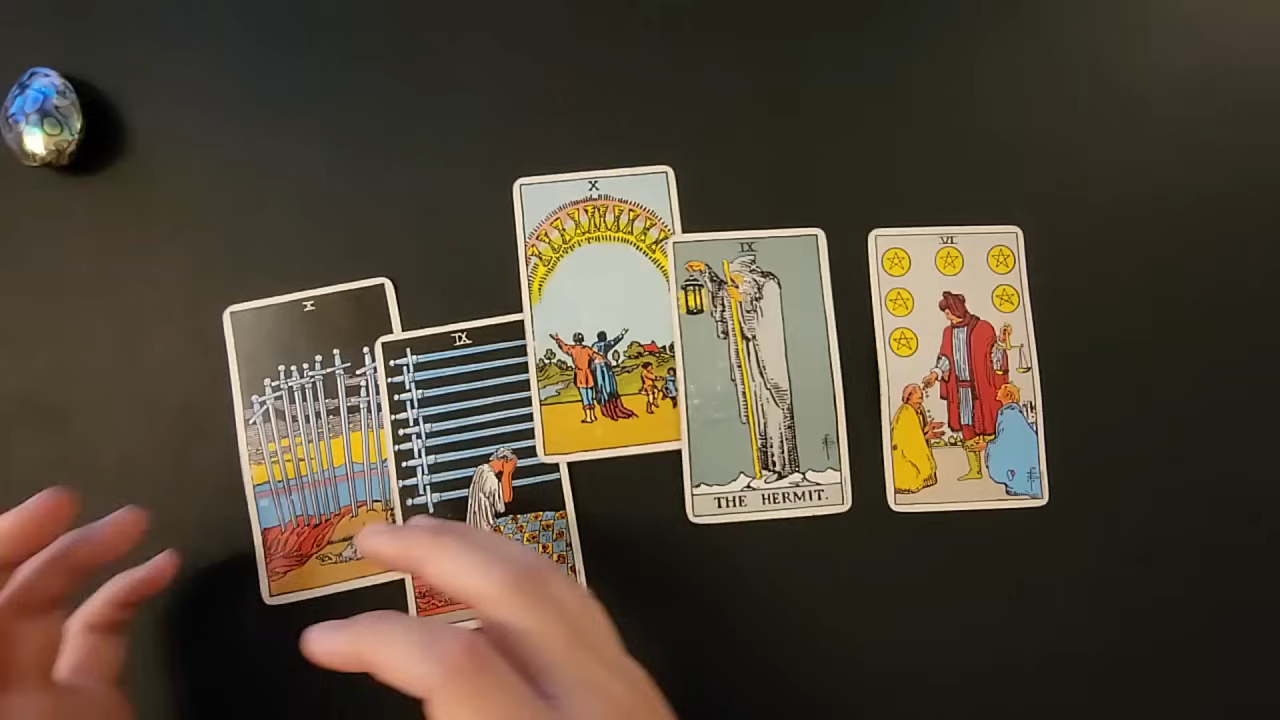 X
IX
X
IX
THE HERMIT.
VI